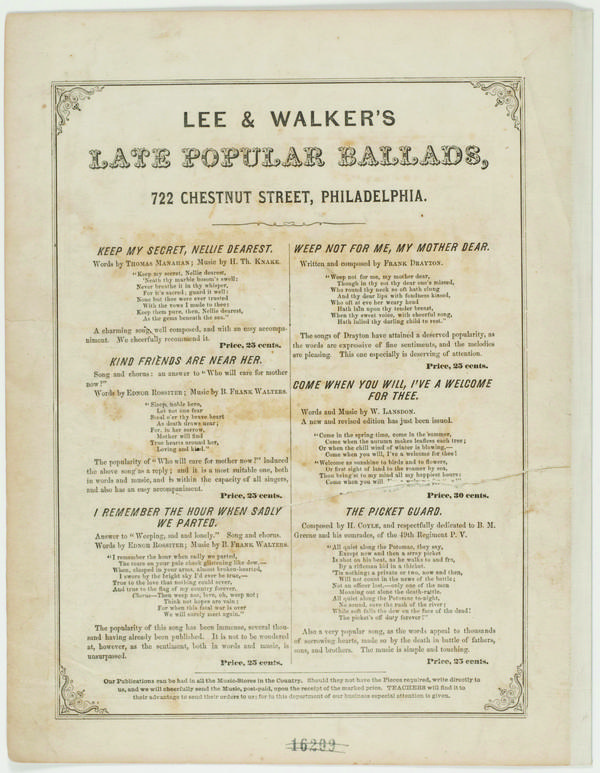 LEE & WALKER'S
LATE POPULAR BALLADS,
722 CHESTNUT STREET, PHILADELPHIA.
KEEP MY SECRET, NELLIE DEAREST.
Words by THOMAS MANAHAN; Music by H. TH. KNAKE.
"Keep my secret, Nellie dearest,
'Neath thy marble bosom's swell;
Never breathe it in thy whisper,
For it's sacred; guard it well;
None but thee were ever trusted
With the vows I made to thee;
Keep them pure, then, Nellie dearest,
As the gems beneath the sea."
A charming song, well composed, and with an easy accompa-
niment. We cheerfully recommend it.
Price, 25 cents.
KIND FRIENDS ARE NEAR HER.
Song and chorus: an answer to "Who will care for mother
now?"
Words by EDNOR ROSSITER; Music by B. FRANK WALTERS.
"Sleep, noble hero,
Let not one fear
Steal o'er thy brave heart
As death draws near;
For, in her sorrow,
Mother will find
True hearts around her,
Loving and kind."
The popularity of "Who will care for mother now?" induced
the above song as a reply; and it is a most suitable one, both
in words and music, and is within the capacity of all singers,
and also has an easy accompaniment.
Price, 25 cents.
I REMEMBER THE HOUR WHEN SADLY
WE PARTED.
Answer to "Weeping, sad and lonely." Song and chorus.
Words by EDNOR ROSSITER; Music by B. FRANK WALTERS.
"I remember the hour when sadly we parted,
The tears on your pale cheek glittering like dew,—
When, clasped in your arms, almost broken-hearted,
I swore by the bright sky I'd ever be true,—
True to the love that nothing could sever,
And true to the flag of my country forever.
Chorus—Then weep not, love, oh, weep not;
Think not hopes are vain;
For when this fatal war is over
We will surely meet again."
The popularity of this song has been immense, several thou-
sand having already been published. It is not to be wondered
at, however, as the sentiment, both in words and music, is
unsurpassed.
Price, 25 cents.
WEEP NOT FOR ME, MY MOTHER DEAR.
Written and composed by FRANK DRAYTON.
"Weep not for me, my mother dear,
Though in thy cot thy dear one's missed,
Who round thy neck so oft hath clung
And thy dear lips with fondness kissed,
Who oft at eve her weary head
Hath lain upon thy tender breast,
When thy sweet voice, with cheerful song,
Hath lulled thy darling child to rest."
The songs of Drayton have attained a deserved popularity, as
the words are expressive of fine sentiments, and the melodies
are pleasing. This one especially is deserving of attention.
Price, 25 cents.
COME WHEN YOU WILL, I'VE A WELCOME
FOR THEE.
Words and Music by W. LANSDON.
A new and revised edition has just been issued.
"Come in the spring time, come in the summer,
Come when the autumn makes leafless each tree;
Or when the chill wind of winter is blowing,—
Come when you will, I've a welcome for thee!
"Welcome as sunshine to birds and to flowers,
Or first sight of land to the roamer by sea,
Thou bring'st to my mind all my happiest hours:
Come when you will
Price, 30 cents.
THE PICKET GUARD.
Composed by H. COYLE, and respectfully dedicated to B. M.
Greene and his comrades, of the 49th Regiment P. V.
"All quiet along the Potomac, they say,
Except now and then a stray picket
Is shot on his beat, as he walks to and fro,
By a rifleman hid in a thicket.
'Tis nothing: a private or two, now and then,
Will not count in the news of the battle;
Not an officer lost,—only one of the men
Moaning out alone the death-rattle.
All quiet along the Potomac to-night,
No sound, save the rush of the river;
While soft falls the dew on the face of the dead!
The picket's off duty forever!"
Also a very popular song, as the words appeal to thousands
of sorrowing hearts, made so by the death in battle of fathers,
sons, and brothers. The music is simple and touching.
Price, 25 cents.
Our Publications can be had in all the Music-Stores in the Country. Should they not have the Pieces required, write directly to
us, and we will cheerfully send the Music, post-paid, upon the receipt of the marked price. TEACHERS will find it to
their advantage to send their orders to us; for to this department of our business especial attention is given.
16299